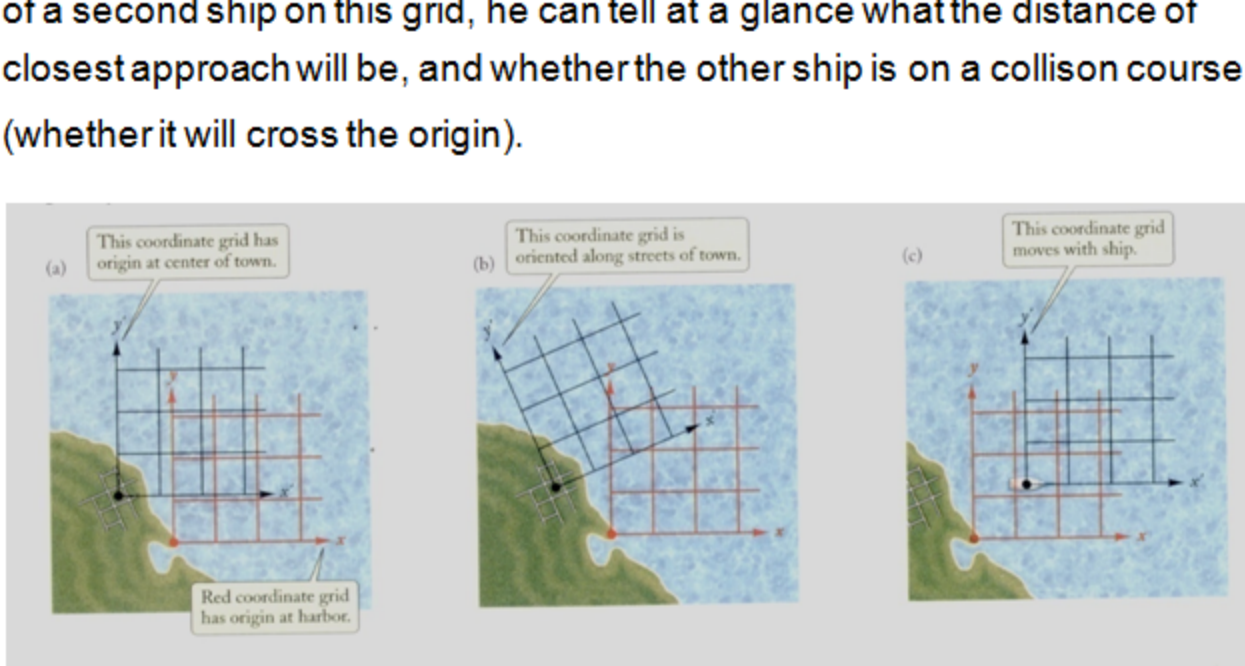 of a second ship on this grid, he can tell at a glance what the distance of
closest approach will be, and whether the other ship is on a collison course
(whether it will cross the origin).
(a)
This coordinate grid has
origin at center of town.
y'
y
x'
x
Red coordinate grid
has origin at harbor.
(b)
This coordinate grid is
oriented along streets of town.
y'
y
x'
x
(c)
This coordinate grid
moves with ship.
y'
y
x'
x